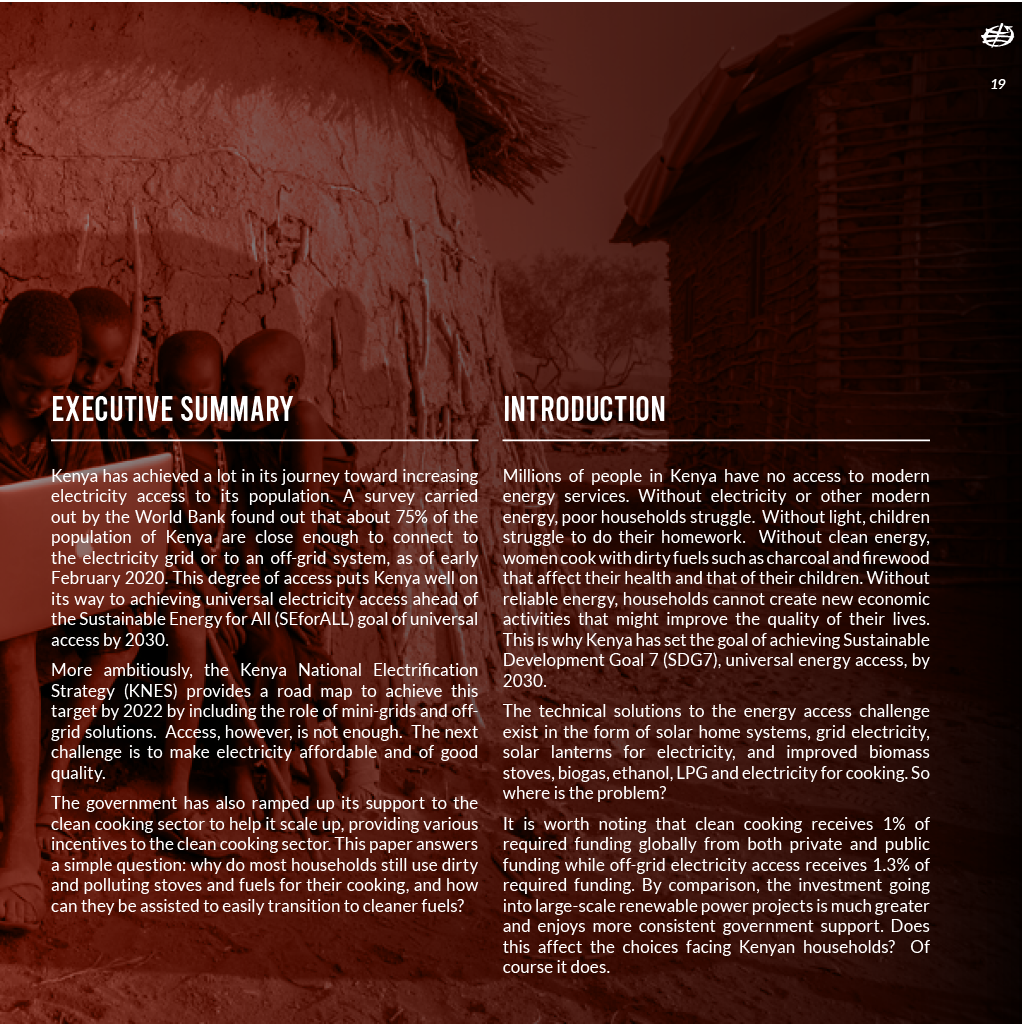 19
EXECUTIVE SUMMARY
Kenya has achieved a lot in its journey toward increasing
electricity access to its population. A survey carried
out by the World Bank found out that about 75% of the
population of Kenya are close enough to connect to
the electricity grid or to an off-grid system, as of early
February 2020. This degree of access puts Kenya well on
its way to achieving universal electricity access ahead of
the Sustainable Energy for All (SEforALL) goal of universal
access by 2030.
More ambitiously, the Kenya National Electrification
Strategy (KNES) provides a road map to achieve this
target by 2022 by including the role of mini-grids and off-
grid solutions. Access, however, is not enough. The next
challenge is to make electricity affordable and of good
quality.
The government has also ramped up its support to the
clean cooking sector to help it scale up, providing various
incentives to the clean cooking sector. This paper answers
a simple question: why do most households still use dirty
and polluting stoves and fuels for their cooking, and how
can they be assisted to easily transition to cleaner fuels?
INTRODUCTION
Millions of people in Kenya have no access to modern
energy services. Without electricity or other modern
energy, poor households struggle. Without light, children
struggle to do their homework. Without clean energy,
women cook with dirty fuels such as charcoal and firewood
that affect their health and that of their children. Without
reliable energy, households cannot create new economic
activities that might improve the quality of their lives.
This is why Kenya has set the goal of achieving Sustainable
Development Goal 7 (SDG7), universal energy access, by
2030.
The technical solutions to the energy access challenge
exist in the form of solar home systems, grid electricity,
solar lanterns for electricity, and improved biomass
stoves, biogas, ethanol, LPG and electricity for cooking. So
where is the problem?
It is worth noting that clean cooking receives 1% of
required funding globally from both private and public
funding while off-grid electricity access receives 1.3% of
required funding. By comparison, the investment going
into large-scale renewable power projects is much greater
and enjoys more consistent government support. Does
this affect the choices facing Kenyan households? Of
course it does.